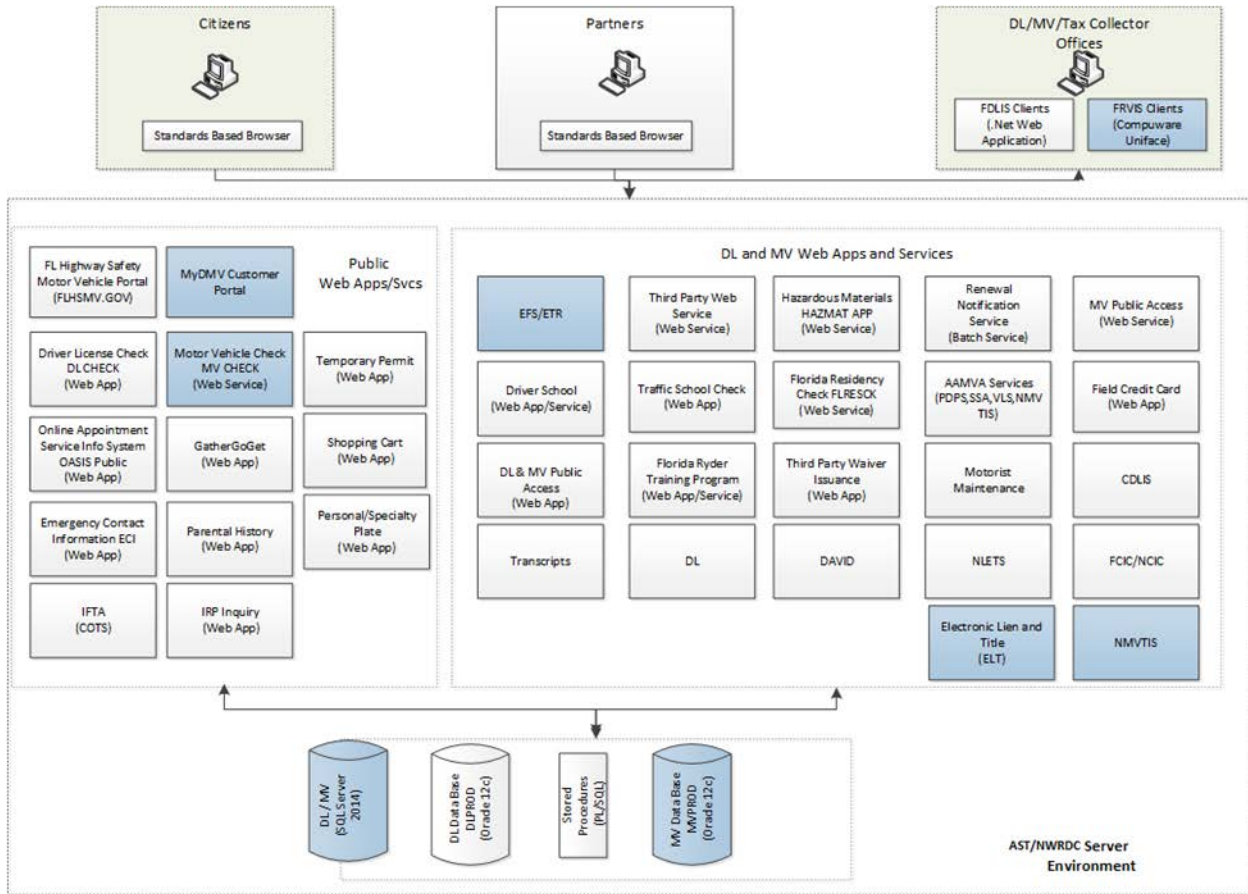 Citizens
Standards Based Browser
Partners
Standards Based Browser
DL/MV/Tax Collector
Offices
FDLIS Clients
(.Net Web
Application)
FRVIS Clients
(Compuware
Uniface)
Public
Web Apps/Svcs
FL Highway Safety
Motor Vehicle Portal
(FLHSMV.GOV)
MyDMV Customer
Portal
Driver License Check
DL CHECK
(Web App)
Motor Vehicle Check
MV CHECK
(Web Service)
Temporary Permit
(Web App)
Online Appointment
Service Info System
OASIS Public
(Web App)
GatherGoGet
(Web App)
Shopping Cart
(Web App)
Emergency Contact
Information ECI
(Web App)
Parental History
(Web App)
Personal/Specialty
Plate
(Web App)
IFTA
(COTS)
IRP Inquiry
(Web App)
DL and MV Web Apps and Services
EFS/ETR
Third Party Web
Service
(Web Service)
Hazardous Materials
HAZMAT APP
(Web Service)
Renewal
Notification
Service
(Batch Service)
MV Public Access
(Web Service)
Driver School
(Web App/Service)
Traffic School Check
(Web App)
Florida Residency
Check FLRESCK
(Web Service)
AAMVA Services
(PDPS,SSA,VLS,NMV
TIS)
Field Credit Card
(Web App)
DL & MV Public
Access
(Web App)
Florida Ryder
Training Program
(Web App/Service)
Third Party Waiver
Issuance
(Web App)
Motorist
Maintenance
CDLIS
Transcripts
DL
DAVID
NLETS
FCIC/NCIC
Electronic Lien and
Title
(ELT)
NMVTIS
DL / MV
(SQL Server
2014)
DL Data Base
DLPROD
(Oracle 12c)
Stored
Procedures
(PL/SQL)
MV Data Base
MVPROD
(Oracle 12c)
AST/NWRDC Server
Environment